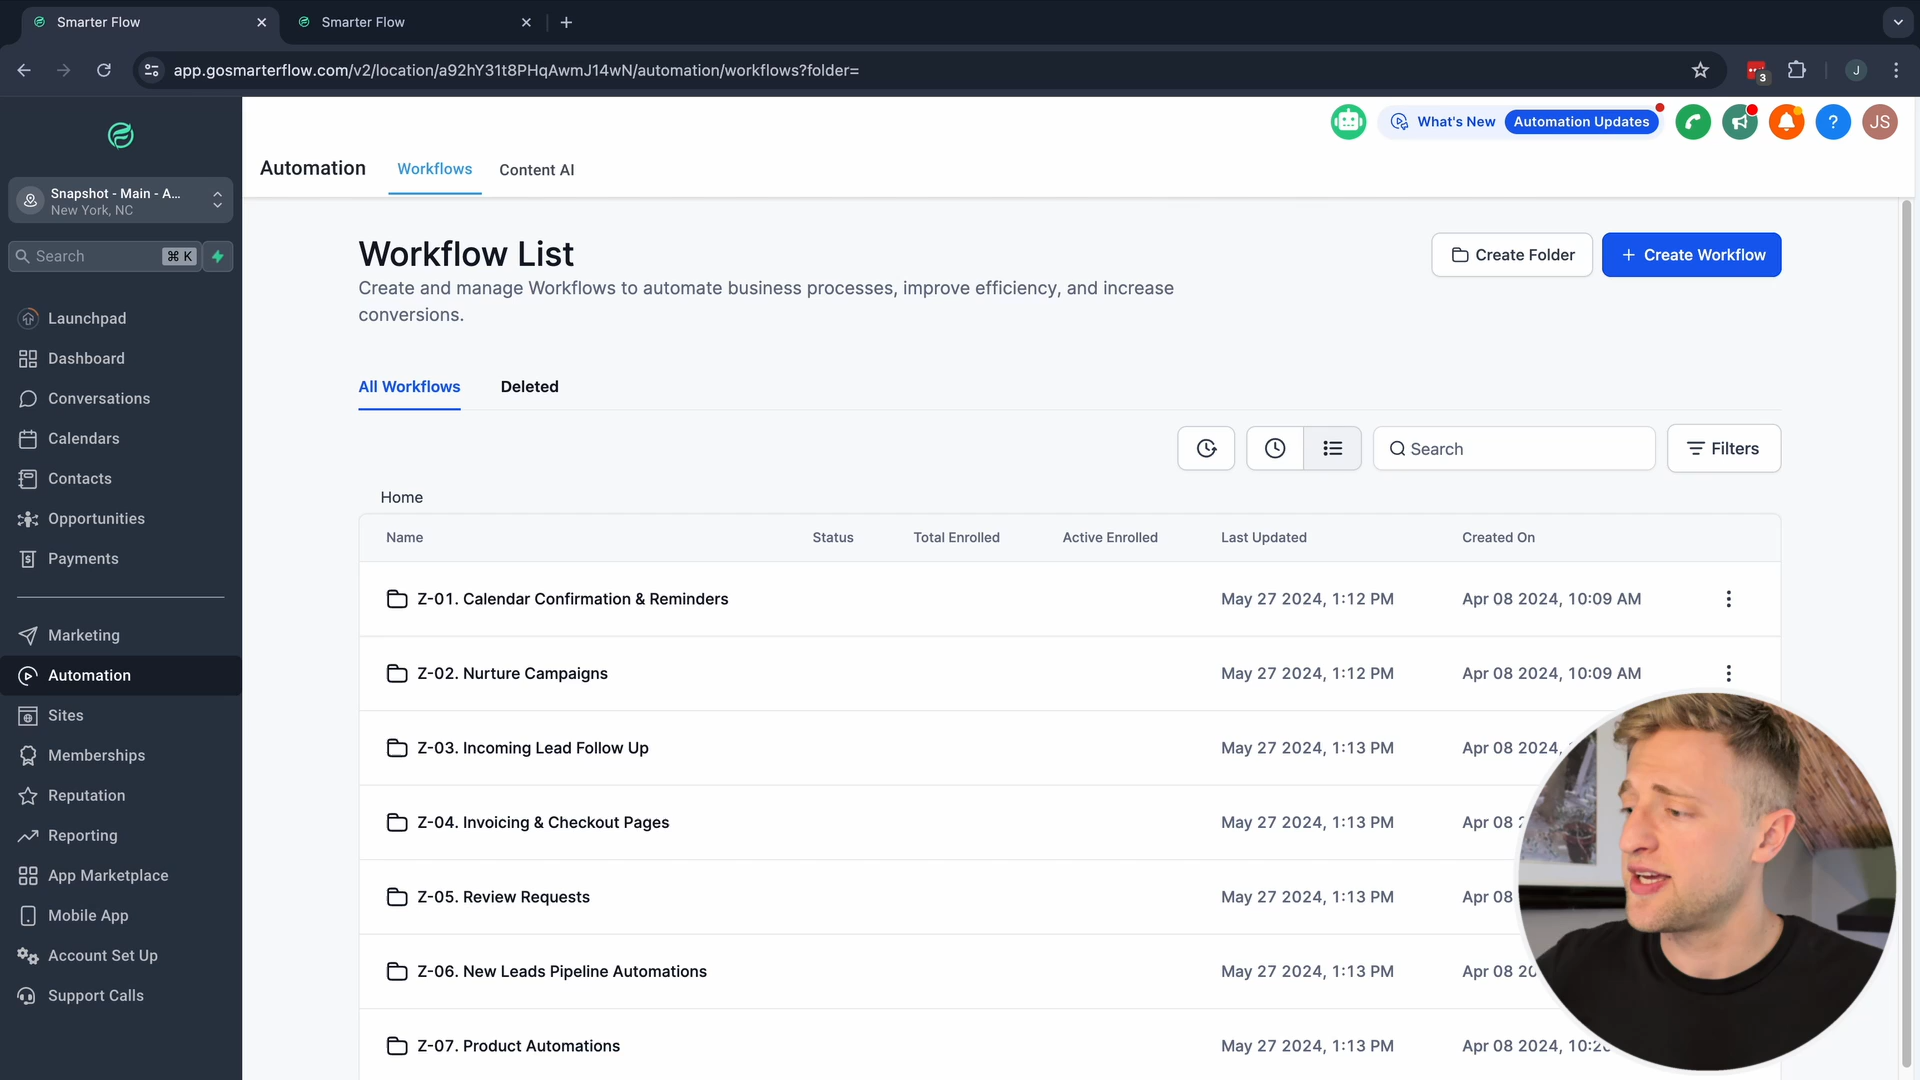 Smarter Flow
Smarter Flow
app.gosmarterflow.com/v2/location/a92hY31t8PHqAwmJ14wN/automation/workflows?folder=
3
J
What's New
Automation Updates
?
JS
Automation
Workflows
Content AI
Snapshot - Main - A...
New York, NC
Search
⌘ K
Launchpad
Dashboard
Conversations
Calendars
Contacts
Opportunities
Payments
Marketing
Automation
Sites
Memberships
Reputation
Reporting
App Marketplace
Mobile App
Account Set Up
Support Calls
Workflow List
Create and manage Workflows to automate business processes, improve efficiency, and increase
conversions.
Create Folder
+ Create Workflow
All Workflows
Deleted
Search
Filters
Home
Name Status Total Enrolled Active Enrolled Last Updated Created On
Z-01. Calendar Confirmation & Reminders May 27 2024, 1:12 PM Apr 08 2024, 10:09 AM
Z-02. Nurture Campaigns May 27 2024, 1:12 PM Apr 08 2024, 10:09 AM
Z-03. Incoming Lead Follow Up May 27 2024, 1:13 PM Apr 08 2024,
Z-04. Invoicing & Checkout Pages May 27 2024, 1:13 PM Apr 08
Z-05. Review Requests May 27 2024, 1:13 PM Apr 08
Z-06. New Leads Pipeline Automations May 27 2024, 1:13 PM Apr 08
Z-07. Product Automations May 27 2024, 1:13 PM Apr 08 2024,